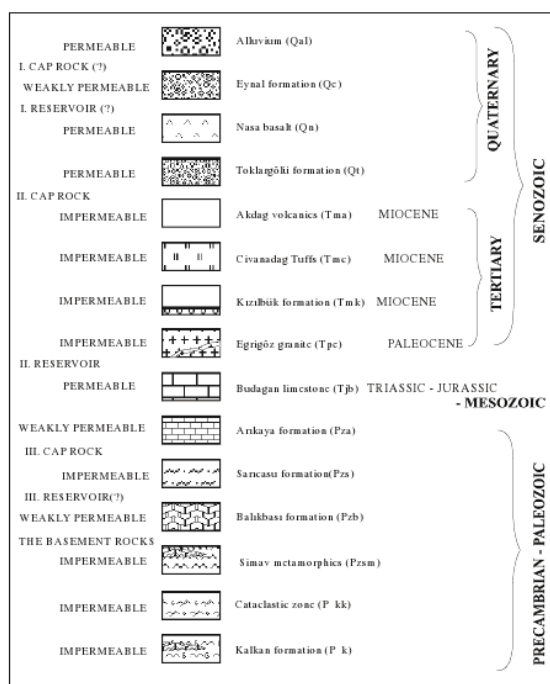 PERMEABLE Alluvium (Qal)
I. CAP ROCK (?)
WEAKLY PERMEABLE Eynal formation (Qc)
I. RESERVOIR (?)
PERMEABLE Nasa basalt (Qn)
PERMEABLE Toklargölü formation (Qt)
II. CAP ROCK
IMPERMEABLE Akdag volcanics (Tma) MIOCENE
IMPERMEABLE Civanadag Tuffs (Tmc) MIOCENE
IMPERMEABLE Kızılbük formation (Tmk) MIOCENE
IMPERMEABLE Egrigöz granite (Tpc) PALEOCENE
II. RESERVOIR
PERMEABLE Budagan limestone (Tjb) TRIASSIC - JURASSIC
- MESOZOIC
WEAKLY PERMEABLE Arıkaya formation (Pza)
III. CAP ROCK
IMPERMEABLE Sarıcasu formation(Pzs)
III. RESERVOIR(?)
WEAKLY PERMEABLE Balıkbası formation (Pzb)
THE BASEMENT ROCKS
IMPERMEABLE Simav metamorphics (Pzsm)
IMPERMEABLE Cataclastic zone (P kk)
IMPERMEABLE Kalkan formation (P k)
QUATERNARY
TERTIARY
SENOZOIC
PRECAMBRIAN - PALEOZOIC